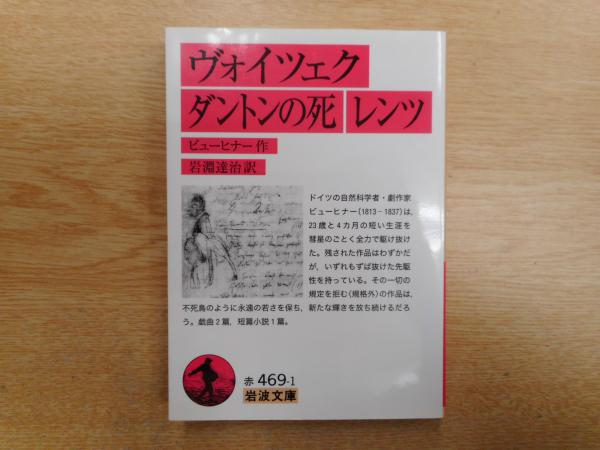 ヴォイツェク
ダントンの死 レンツ
ビューヒナー作
岩淵達治訳
ドイツの自然科学者・劇作家
ビューヒナー(1813-1837)は,
23歳と4カ月の短い生涯を
彗星のごとく全力で駆け抜け
た。残された作品はわずかだ
が,いずれもずば抜けた先駆
性を持っている。その一切の
規定を拒む〈規格外〉の作品は,
不死鳥のように永遠の若さを保ち,新たな輝きを放ち続けるだろ
う。戯曲2篇,短篇小説1篇。
赤 469-1
岩波文庫